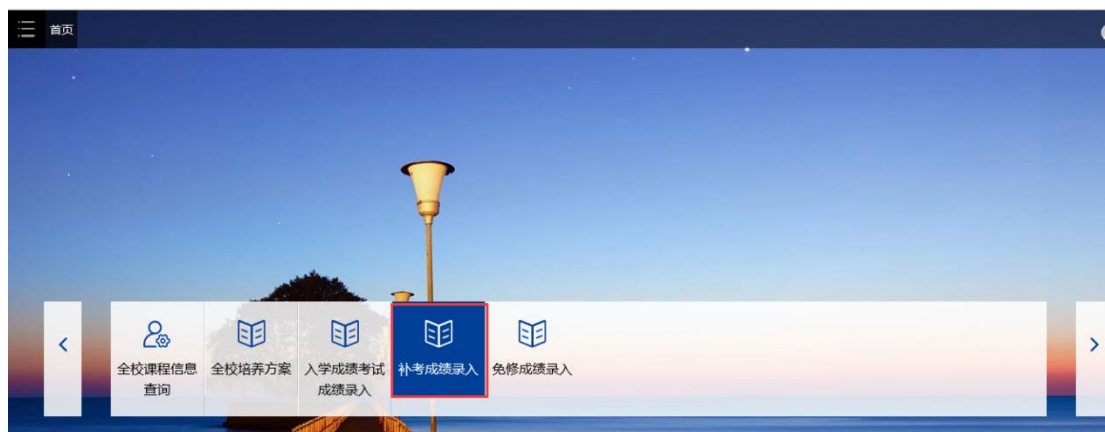 首页
全校课程信息
查询
全校培养方案
入学成绩考试
成绩录入
补考成绩录入
免修成绩录入